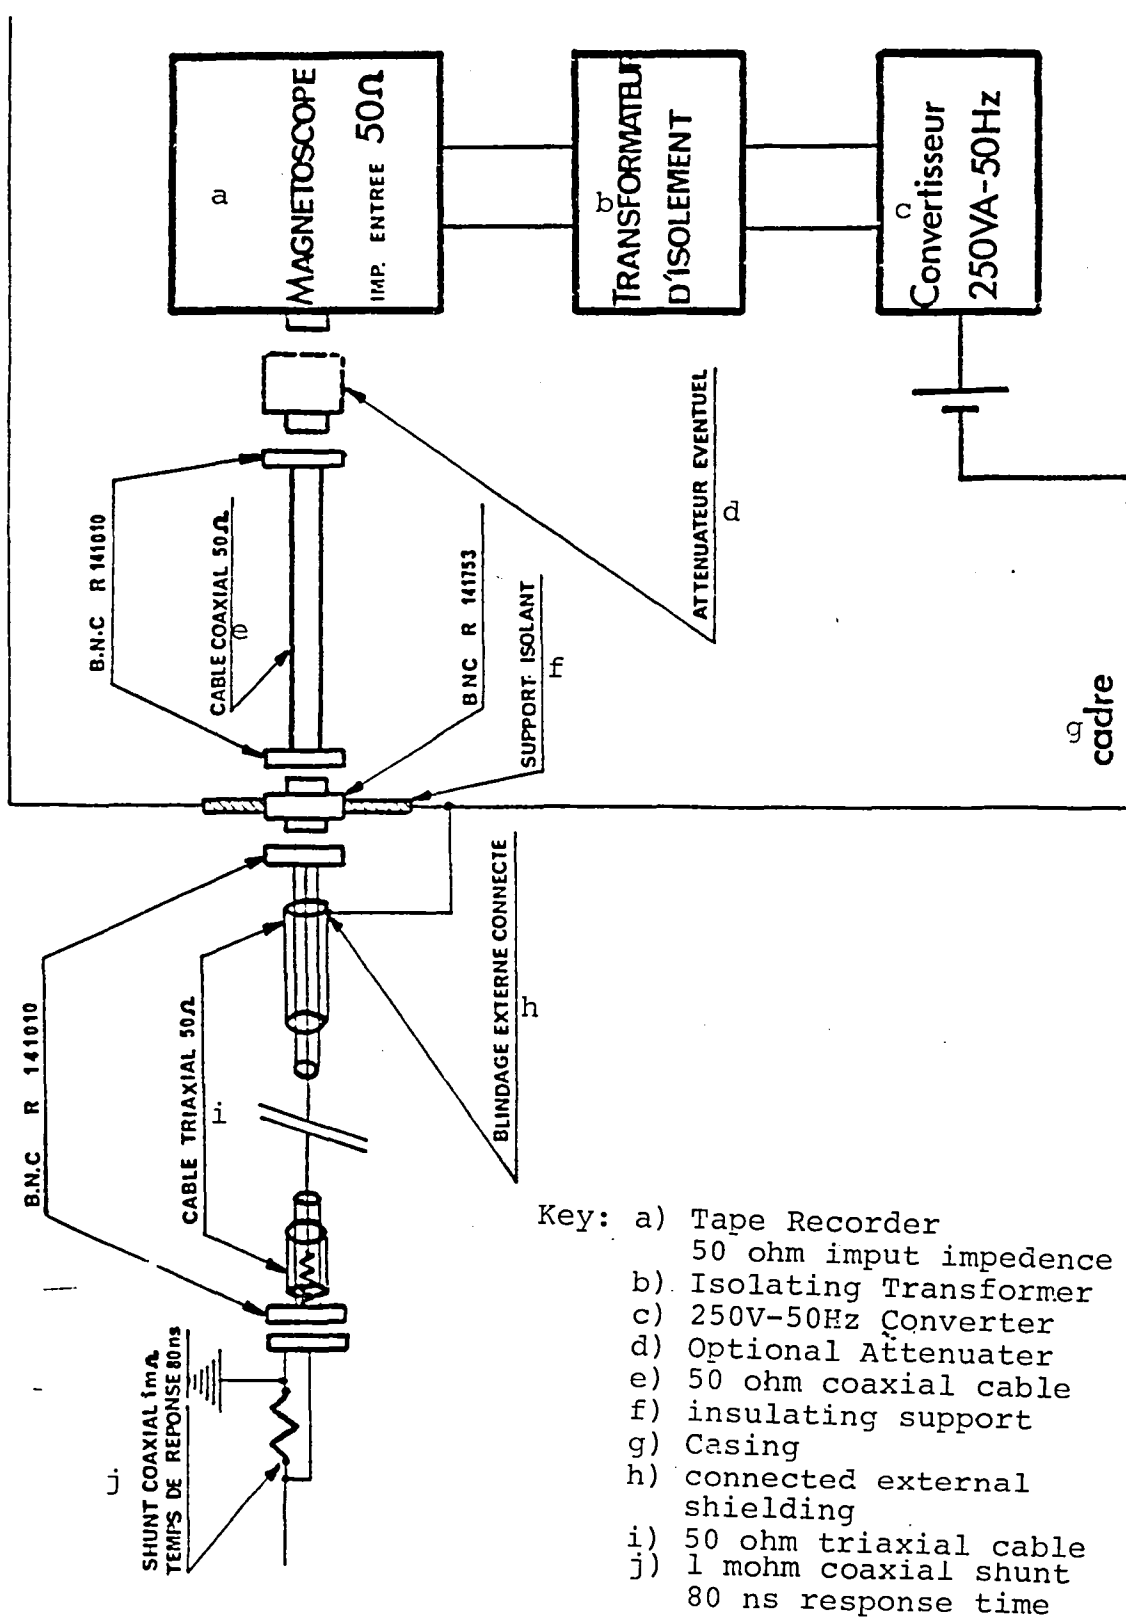 MAGNETOSCOPE
IMP. ENTREE 50Ω
a
TRANSFORMATEUR
D'ISOLEMENT
b
Convertisseur
250VA-50Hz
c
ATTENUATEUR EVENTUEL
d
B.N.C R 141010
CABLE COAXIAL 50Ω
e
BNC R 141753
SUPPORT ISOLANT
f
g
cadre
BLINDAGE EXTERNE CONNECTE
h
B.N.C R 141010
CABLE TRIAXIAL 50Ω
i
SHUNT COAXIAL 1mΩ
TEMPS DE REPONSE 80ns
j
Key: a) Tape Recorder
50 ohm imput impedence
b) Isolating Transformer
c) 250V-50Hz Converter
d) Optional Attenuater
e) 50 ohm coaxial cable
f) insulating support
g) Casing
h) connected external
shielding
i) 50 ohm triaxial cable
j) 1 mohm coaxial shunt
80 ns response time